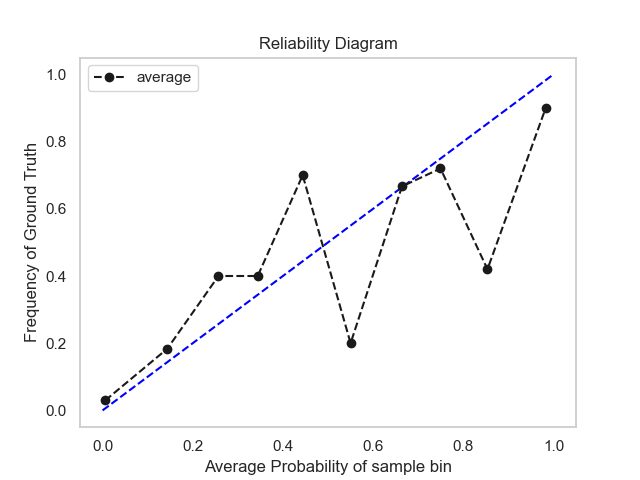 Reliability Diagram
average
1.0
0.8
0.6
0.4
0.2
0.0
Frequency of Ground Truth
0.0 0.2 0.4 0.6 0.8 1.0
Average Probability of sample bin